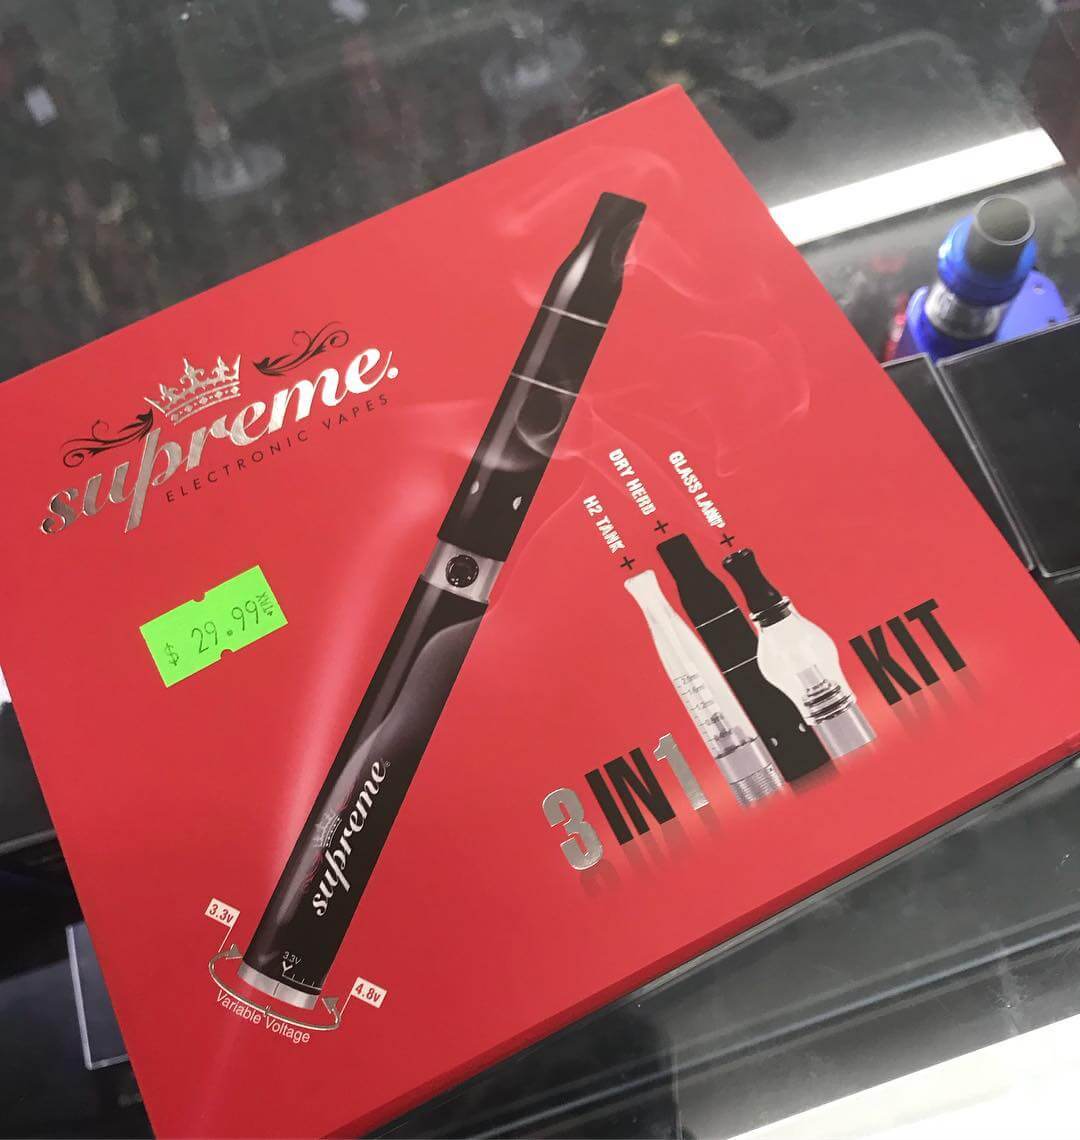 supreme.
ELECTRONIC VAPES
$ 29.99 +TAX
H2 TANK +
DRY HERB +
GLASS LAMP +
3 IN 1
KIT
supreme®
3.3V
3.3v
4.8v
Variable Voltage